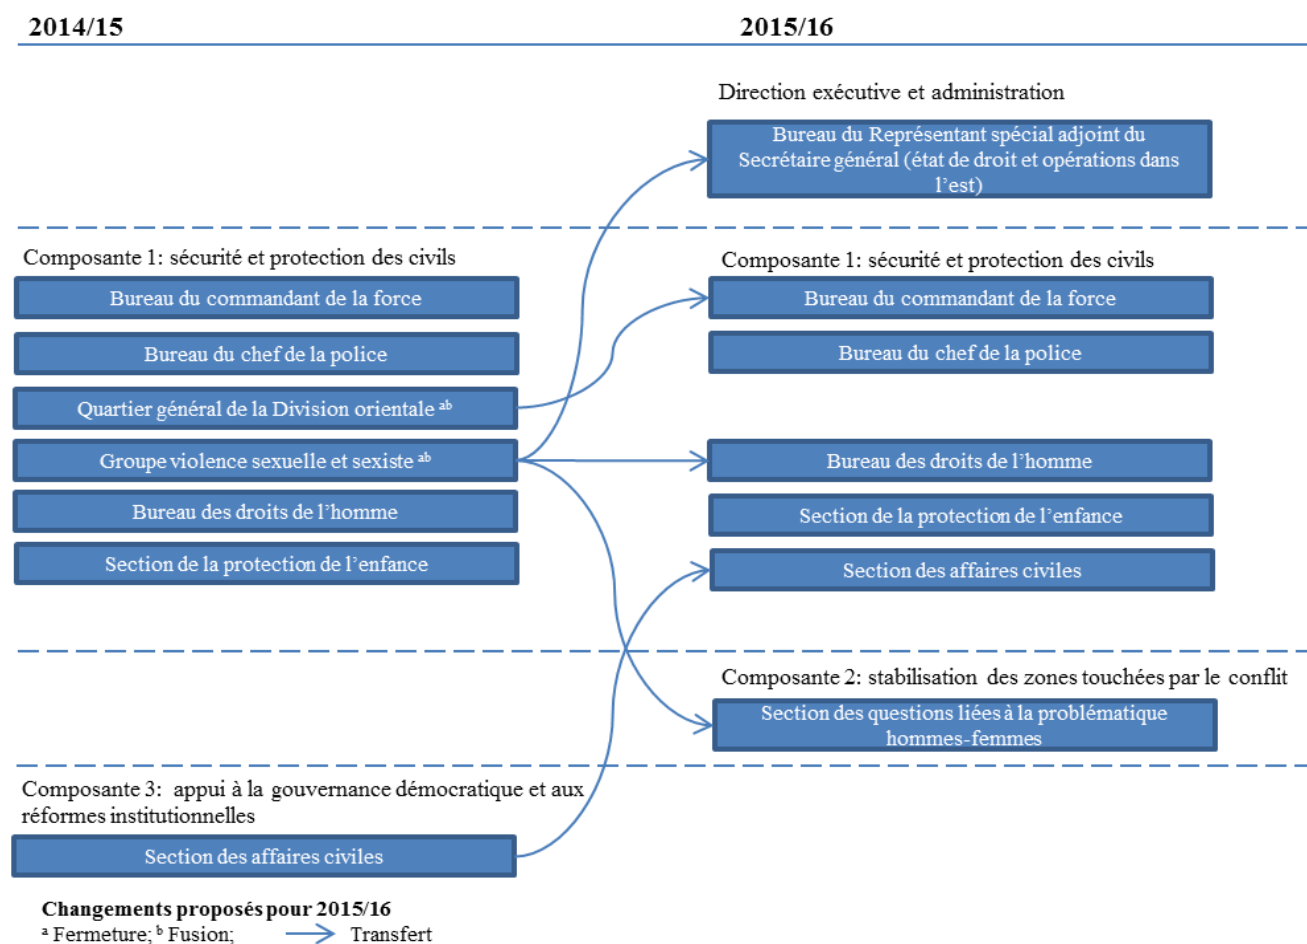 2014/15
2015/16
Direction exécutive et administration
Bureau du Représentant spécial adjoint du
Secrétaire général (état de droit et opérations dans
l’est)
Composante 1: sécurité et protection des civils
Bureau du commandant de la force
Bureau du chef de la police
Quartier général de la Division orientale ᵃᵇ
Groupe violence sexuelle et sexiste ᵃᵇ
Bureau des droits de l’homme
Section de la protection de l’enfance
Composante 1: sécurité et protection des civils
Bureau du commandant de la force
Bureau du chef de la police
Bureau des droits de l’homme
Section de la protection de l’enfance
Section des affaires civiles
Composante 2: stabilisation des zones touchées par le conflit
Section des questions liées à la problématique
hommes-femmes
Composante 3: appui à la gouvernance démocratique et aux
réformes institutionnelles
Section des affaires civiles
Changements proposés pour 2015/16
ᵃ Fermeture; ᵇ Fusion; Transfert